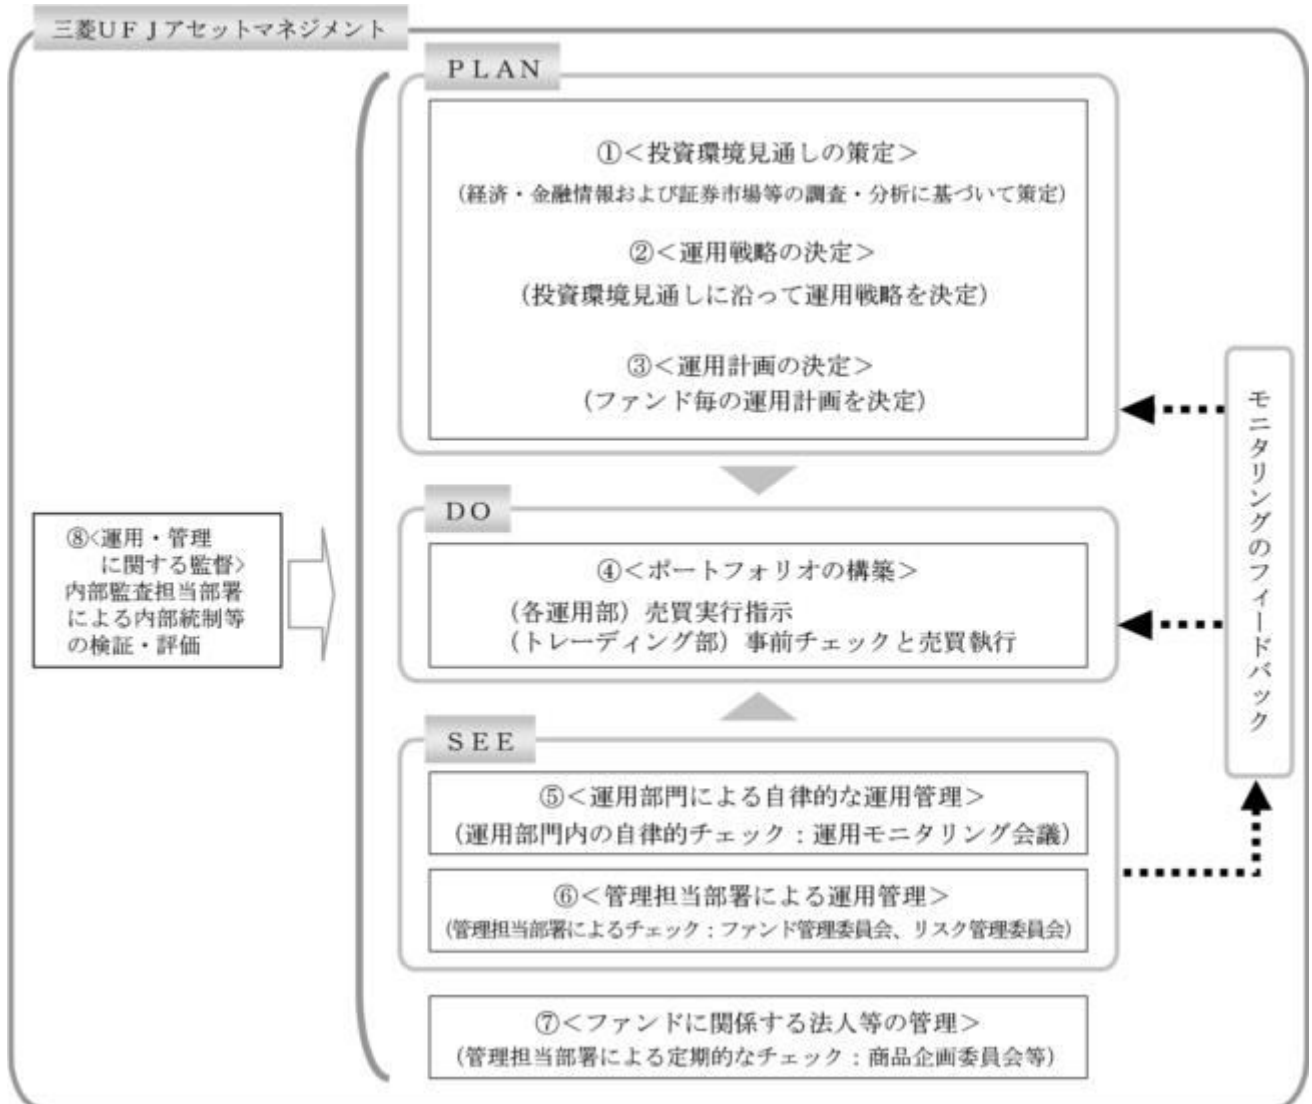 三菱UFJアセットマネジメント
PLAN
①<投資環境見通しの策定>
(経済・金融情報および証券市場等の調査・分析に基づいて策定)
②<運用戦略の決定>
(投資環境見通しに沿って運用戦略を決定)
③<運用計画の決定>
(ファンド毎の運用計画を決定)
DO
④<ポートフォリオの構築>
(各運用部)売買実行指示
(トレーディング部)事前チェックと売買執行
SEE
⑤<運用部門による自律的な運用管理>
(運用部門内の自律的チェック:運用モニタリング会議)
⑥<管理担当部署による運用管理>
(管理担当部署によるチェック:ファンド管理委員会、リスク管理委員会)
⑦<ファンドに関係する法人等の管理>
(管理担当部署による定期的なチェック:商品企画委員会等)
⑧<運用・管理
に関する監督>
内部監査担当部署
による内部統制等
の検証・評価
モニタリングのフィードバック